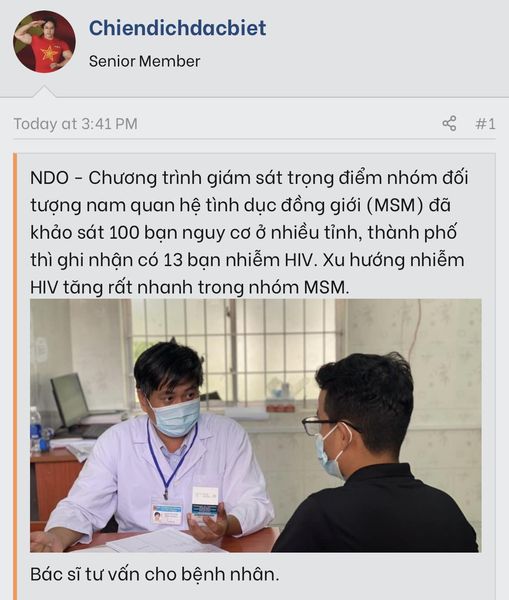 Chiendichdacbiet
Senior Member
Today at 3:41 PM
#1
NDO - Chương trình giám sát trọng điểm nhóm đối
tượng nam quan hệ tình dục đồng giới (MSM) đã
khảo sát 100 bạn nguy cơ ở nhiều tỉnh, thành phố
thì ghi nhận có 13 bạn nhiễm HIV. Xu hướng nhiễm
HIV tăng rất nhanh trong nhóm MSM.
Bác sĩ tư vấn cho bệnh nhân.